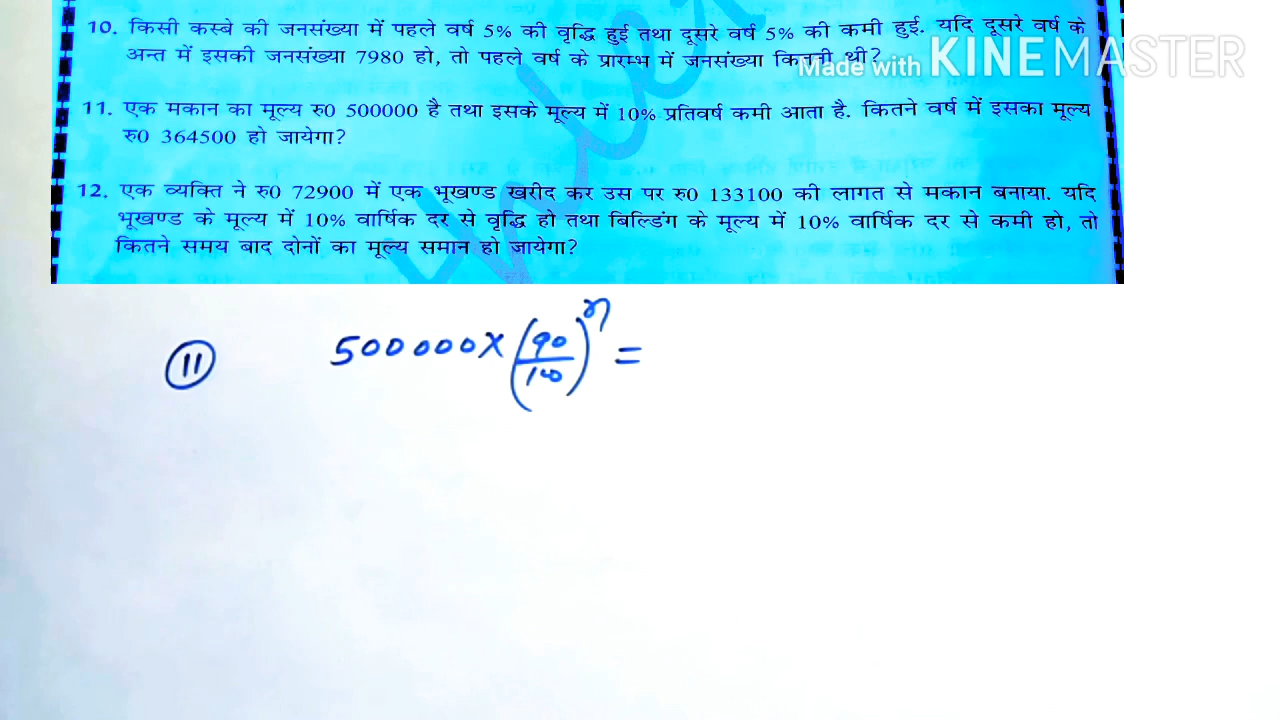 10. किसी कस्बे की जनसंख्या में पहले वर्ष 5% की वृद्धि हुई तथा दूसरे वर्ष 5% की कमी हुई. यदि दूसरे वर्ष के
अन्त में इसकी जनसंख्या 7980 हो, तो पहले वर्ष के प्रारम्भ में जनसंख्या कितनी थी?
Made with KINEMASTER
11. एक मकान का मूल्य रु0 500000 है तथा इसके मूल्य में 10% प्रतिवर्ष कमी आता है. कितने वर्ष में इसका मूल्य
रु0 364500 हो जायेगा?
12. एक व्यक्ति ने रु0 72900 में एक भूखण्ड खरीद कर उस पर रु0 133100 की लागत से मकान बनाया. यदि
भूखण्ड के मूल्य में 10% वार्षिक दर से वृद्धि हो तथा बिल्डिंग के मूल्य में 10% वार्षिक दर से कमी हो, तो
कितने समय बाद दोनों का मूल्य समान हो जायेगा?
11 500000 × (90/100)^n =